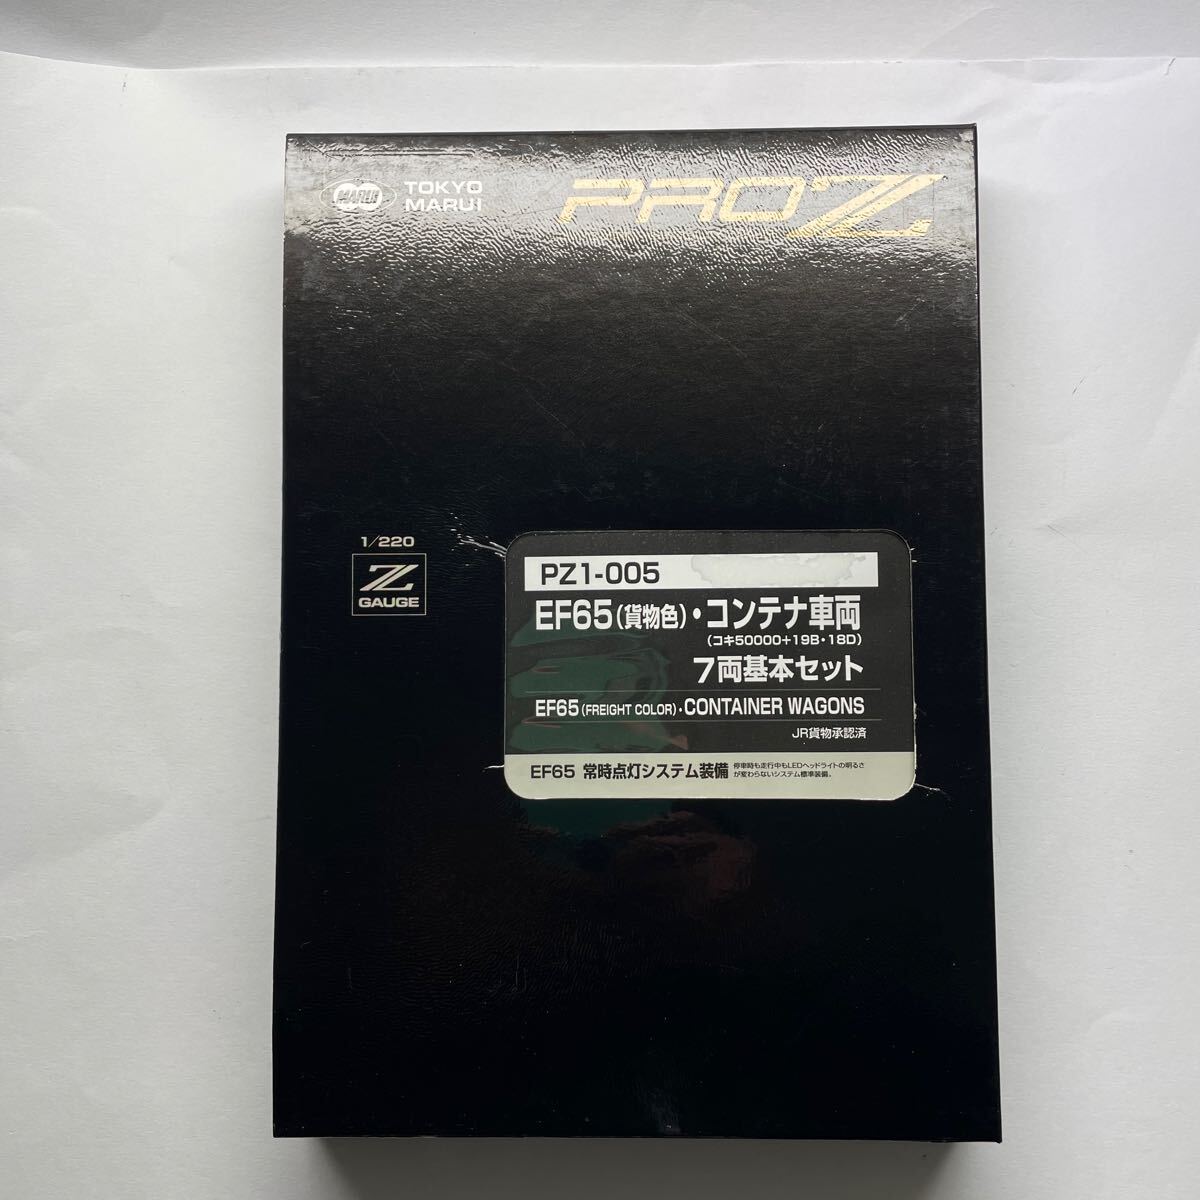 MARUI
TOKYO
MARUI
PROZ
1/220
Z
GAUGE
PZ1-005
EF65(貨物色)・コンテナ車両
(コキ50000+19B・18D)
7両基本セット
EF65(FREIGHT COLOR)・CONTAINER WAGONS
JR貨物承認済
EF65 常時点灯システム装備
停車時も走行中もLEDヘッドライトの明るさ
が変わらないシステム標準装備。